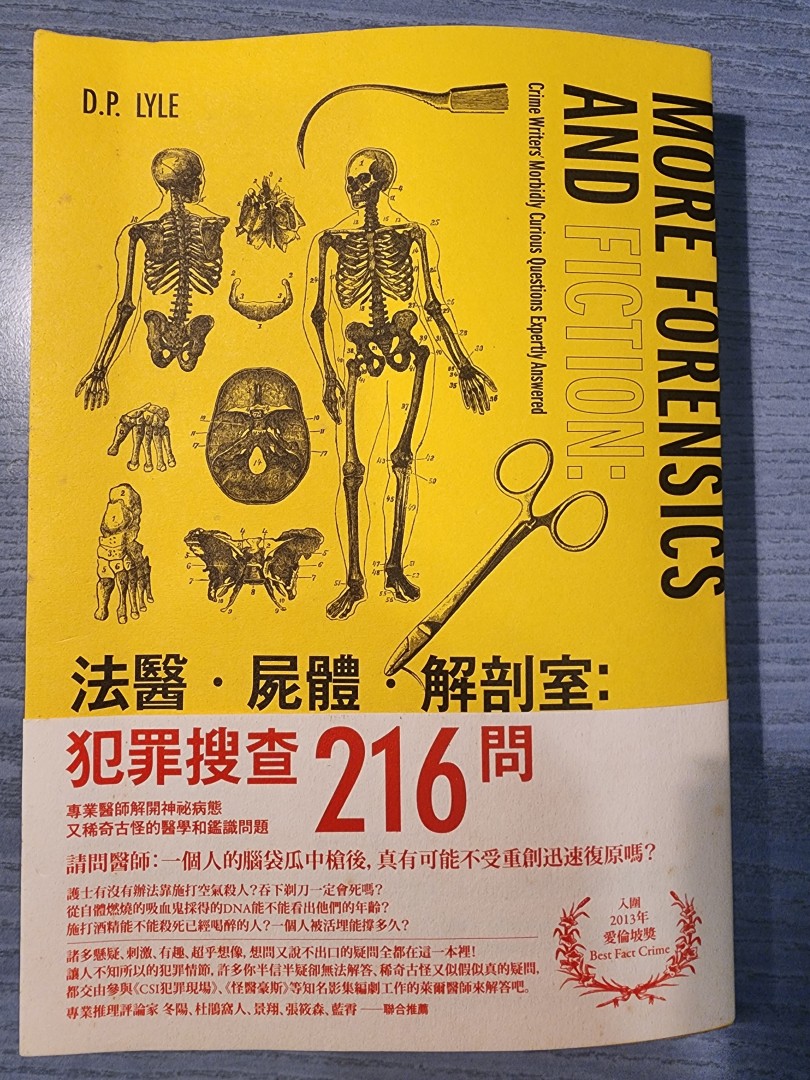 D.P. LYLE
MORE FORENSICS
AND FICTION:
Crime Writers' Morbidly Curious Questions Expertly Answered
法醫·屍體·解剖室:
犯罪搜查216問
專業醫師解開神祕病態
又稀奇古怪的醫學和鑑識問題
請問醫師:一個人的腦袋瓜中槍後,真有可能不受重創迅速復原嗎?
護士有沒有辦法靠施打空氣殺人?吞下剃刀一定會死嗎?
從自體燃燒的吸血鬼採得的DNA能不能看出他們的年齡?
施打酒精能不能殺死已經喝醉的人?一個人被活埋能撐多久?
諸多懸疑、刺激、有趣、超乎想像,想問又說不出口的疑問全都在這一本裡!
讓人不知所以的犯罪情節,許多你半信半疑卻無法解答、稀奇古怪又似假似真的疑問,
都交由參與《CSI犯罪現場》、《怪醫豪斯》等知名影集編劇工作的萊爾醫師來解答吧。
專業推理評論家 冬陽、杜鵑窩人、景翔、張筱森、藍霄——聯合推薦
入圍
2013年
愛倫坡獎
Best Fact Crime